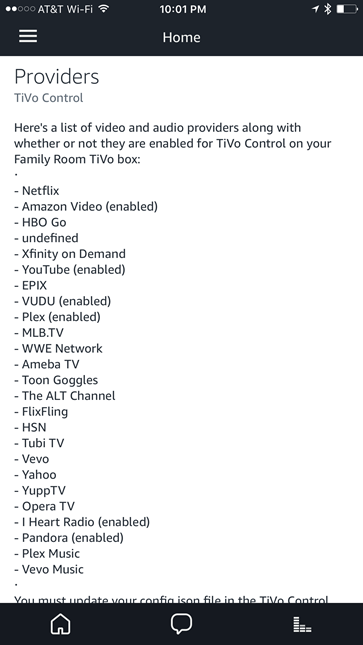 AT&T Wi-Fi 10:01 PM
Home
Providers
TiVo Control
Here's a list of video and audio providers along with
whether or not they are enabled for TiVo Control on your
Family Room TiVo box:
.
- Netflix
- Amazon Video (enabled)
- HBO Go
- undefined
- Xfinity on Demand
- YouTube (enabled)
- EPIX
- VUDU (enabled)
- Plex (enabled)
- MLB.TV
- WWE Network
- Ameba TV
- Toon Goggles
- The ALT Channel
- FlixFling
- HSN
- Tubi TV
- Vevo
- Yahoo
- YuppTV
- Opera TV
- I Heart Radio (enabled)
- Pandora (enabled)
- Plex Music
- Vevo Music
.
You must update your config.json file in the TiVo Control